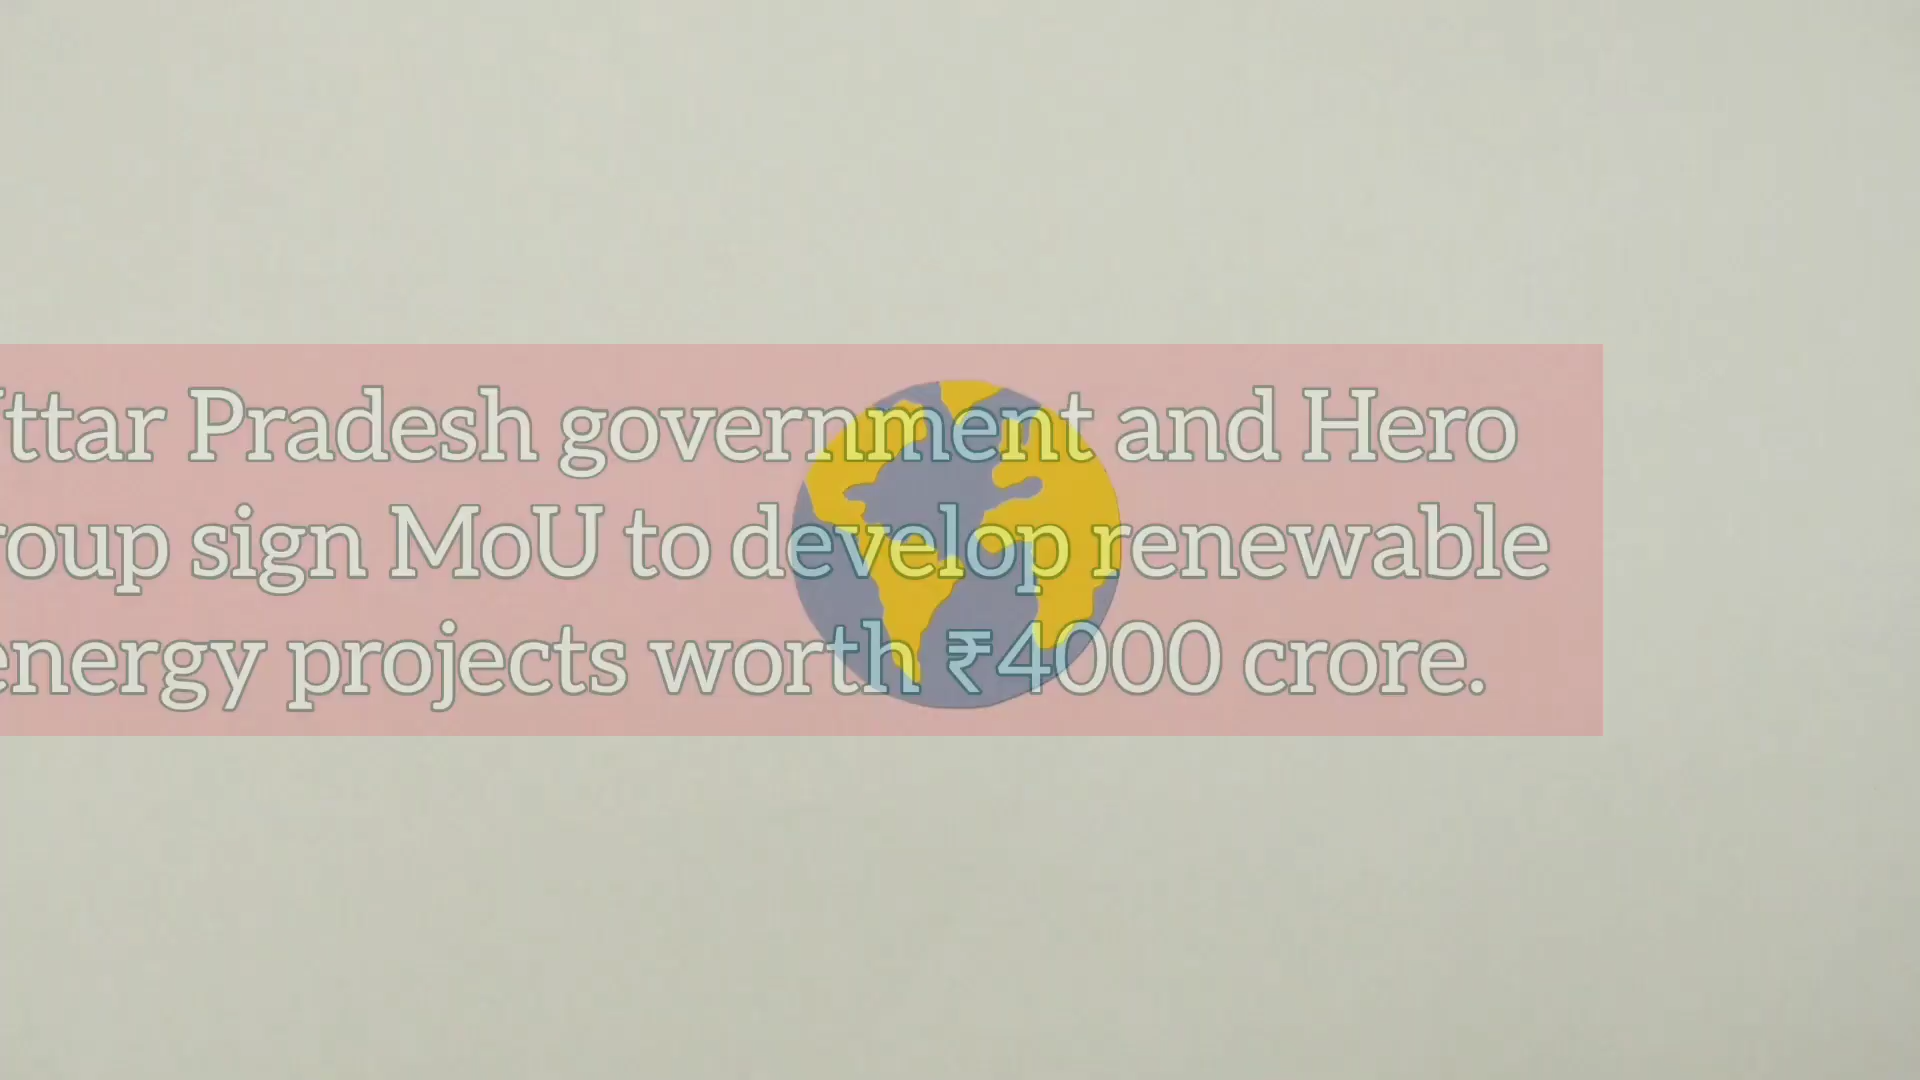 ttar Pradesh government and Hero
roup sign MoU to develop renewable
energy projects worth ₹4000 crore.